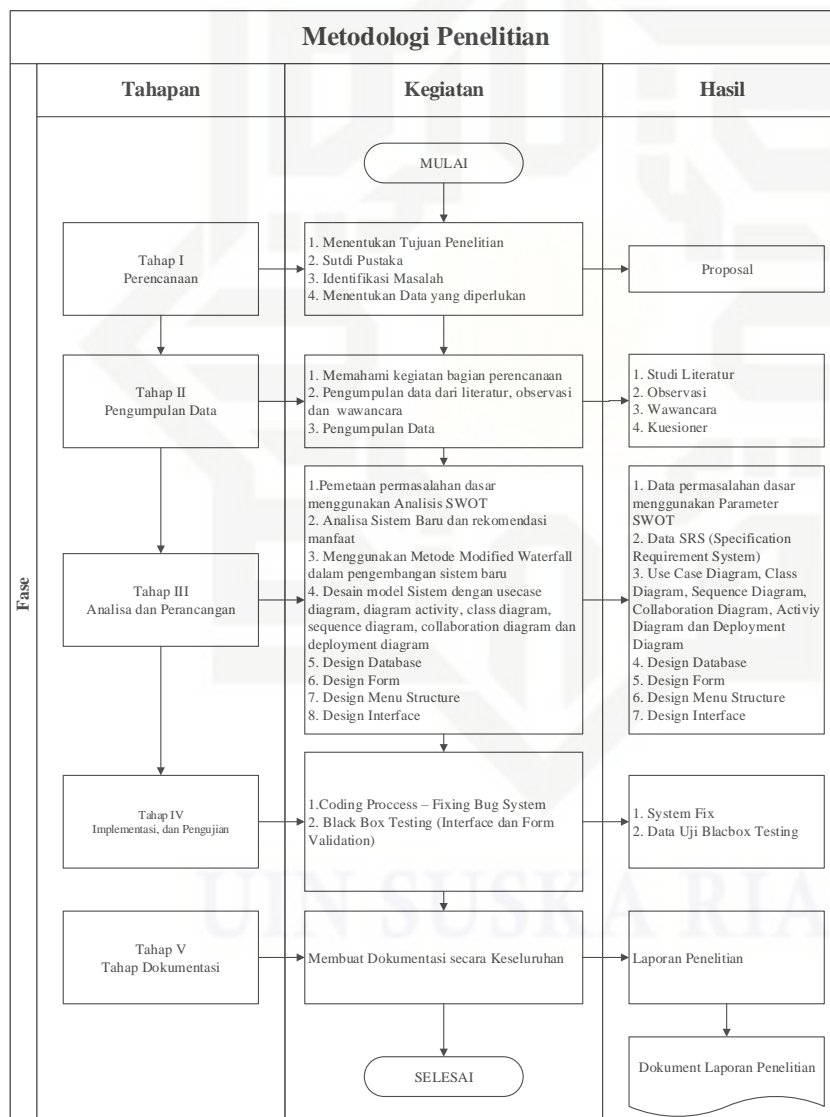 Metodologi Penelitian
Fase
Tahapan
Kegiatan
Hasil
MULAI
Tahap I
Perencanaan
1. Menentukan Tujuan Penelitian
2. Sutdi Pustaka
3. Identifikasi Masalah
4. Menentukan Data yang diperlukan
Proposal
Tahap II
Pengumpulan Data
1. Memahami kegiatan bagian perencanaan
2. Pengumpulan data dari literatur, observasi
dan wawancara
3. Pengumpulan Data
1. Studi Literatur
2. Observasi
3. Wawancara
4. Kuesioner
Tahap III
Analisa dan Perancangan
1.Pemetaan permasalahan dasar
menggunakan Analisis SWOT
2. Analisa Sistem Baru dan rekomendasi
manfaat
3. Menggunakan Metode Modified Waterfall
dalam pengembangan sistem baru
4. Desain model Sistem dengan usecase
diagram, diagram activity, class diagram,
sequence diagram, collaboration diagram dan
deployment diagram
5. Design Database
6. Design Form
7. Design Menu Structure
8. Design Interface
1. Data permasalahan dasar
menggunakan Parameter
SWOT
2. Data SRS (Specification
Requirement System)
3. Use Case Diagram, Class
Diagram, Sequence Diagram,
Collaboration Diagram, Activiy
Diagram dan Deployment
Diagram
4. Design Database
5. Design Form
6. Design Menu Structure
7. Design Interface
Tahap IV
Implementasi, dan Pengujian
1.Coding Proccess – Fixing Bug System
2. Black Box Testing (Interface dan Form
Validation)
1. System Fix
2. Data Uji Blacbox Testing
UIN SUSKA RIA
Tahap V
Tahap Dokumentasi
Membuat Dokumentasi secara Keseluruhan
Laporan Penelitian
SELESAI
Dokument Laporan Penelitian